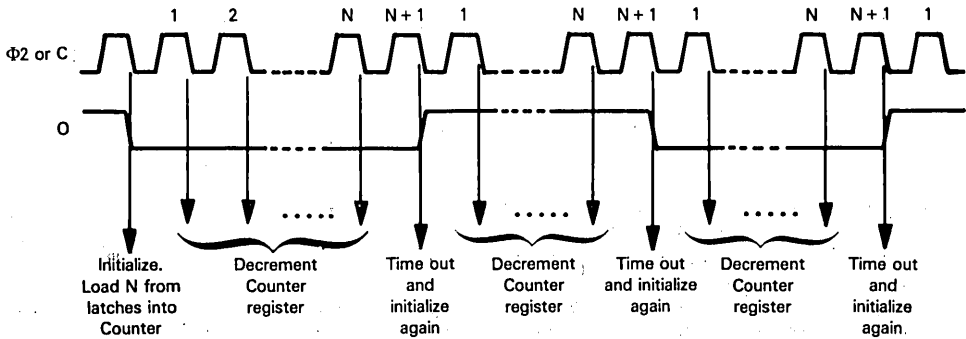 1 2 N N + 1 1 N N + 1 1 N N + 1 1
Φ2 or C
O
Initialize.
Load N from
latches into
Counter
Decrement
Counter
register
Time out
and
initialize
again
Decrement
Counter
register
Time out
and initialize
again
Decrement
Counter
register
Time out
and
initialize
again.